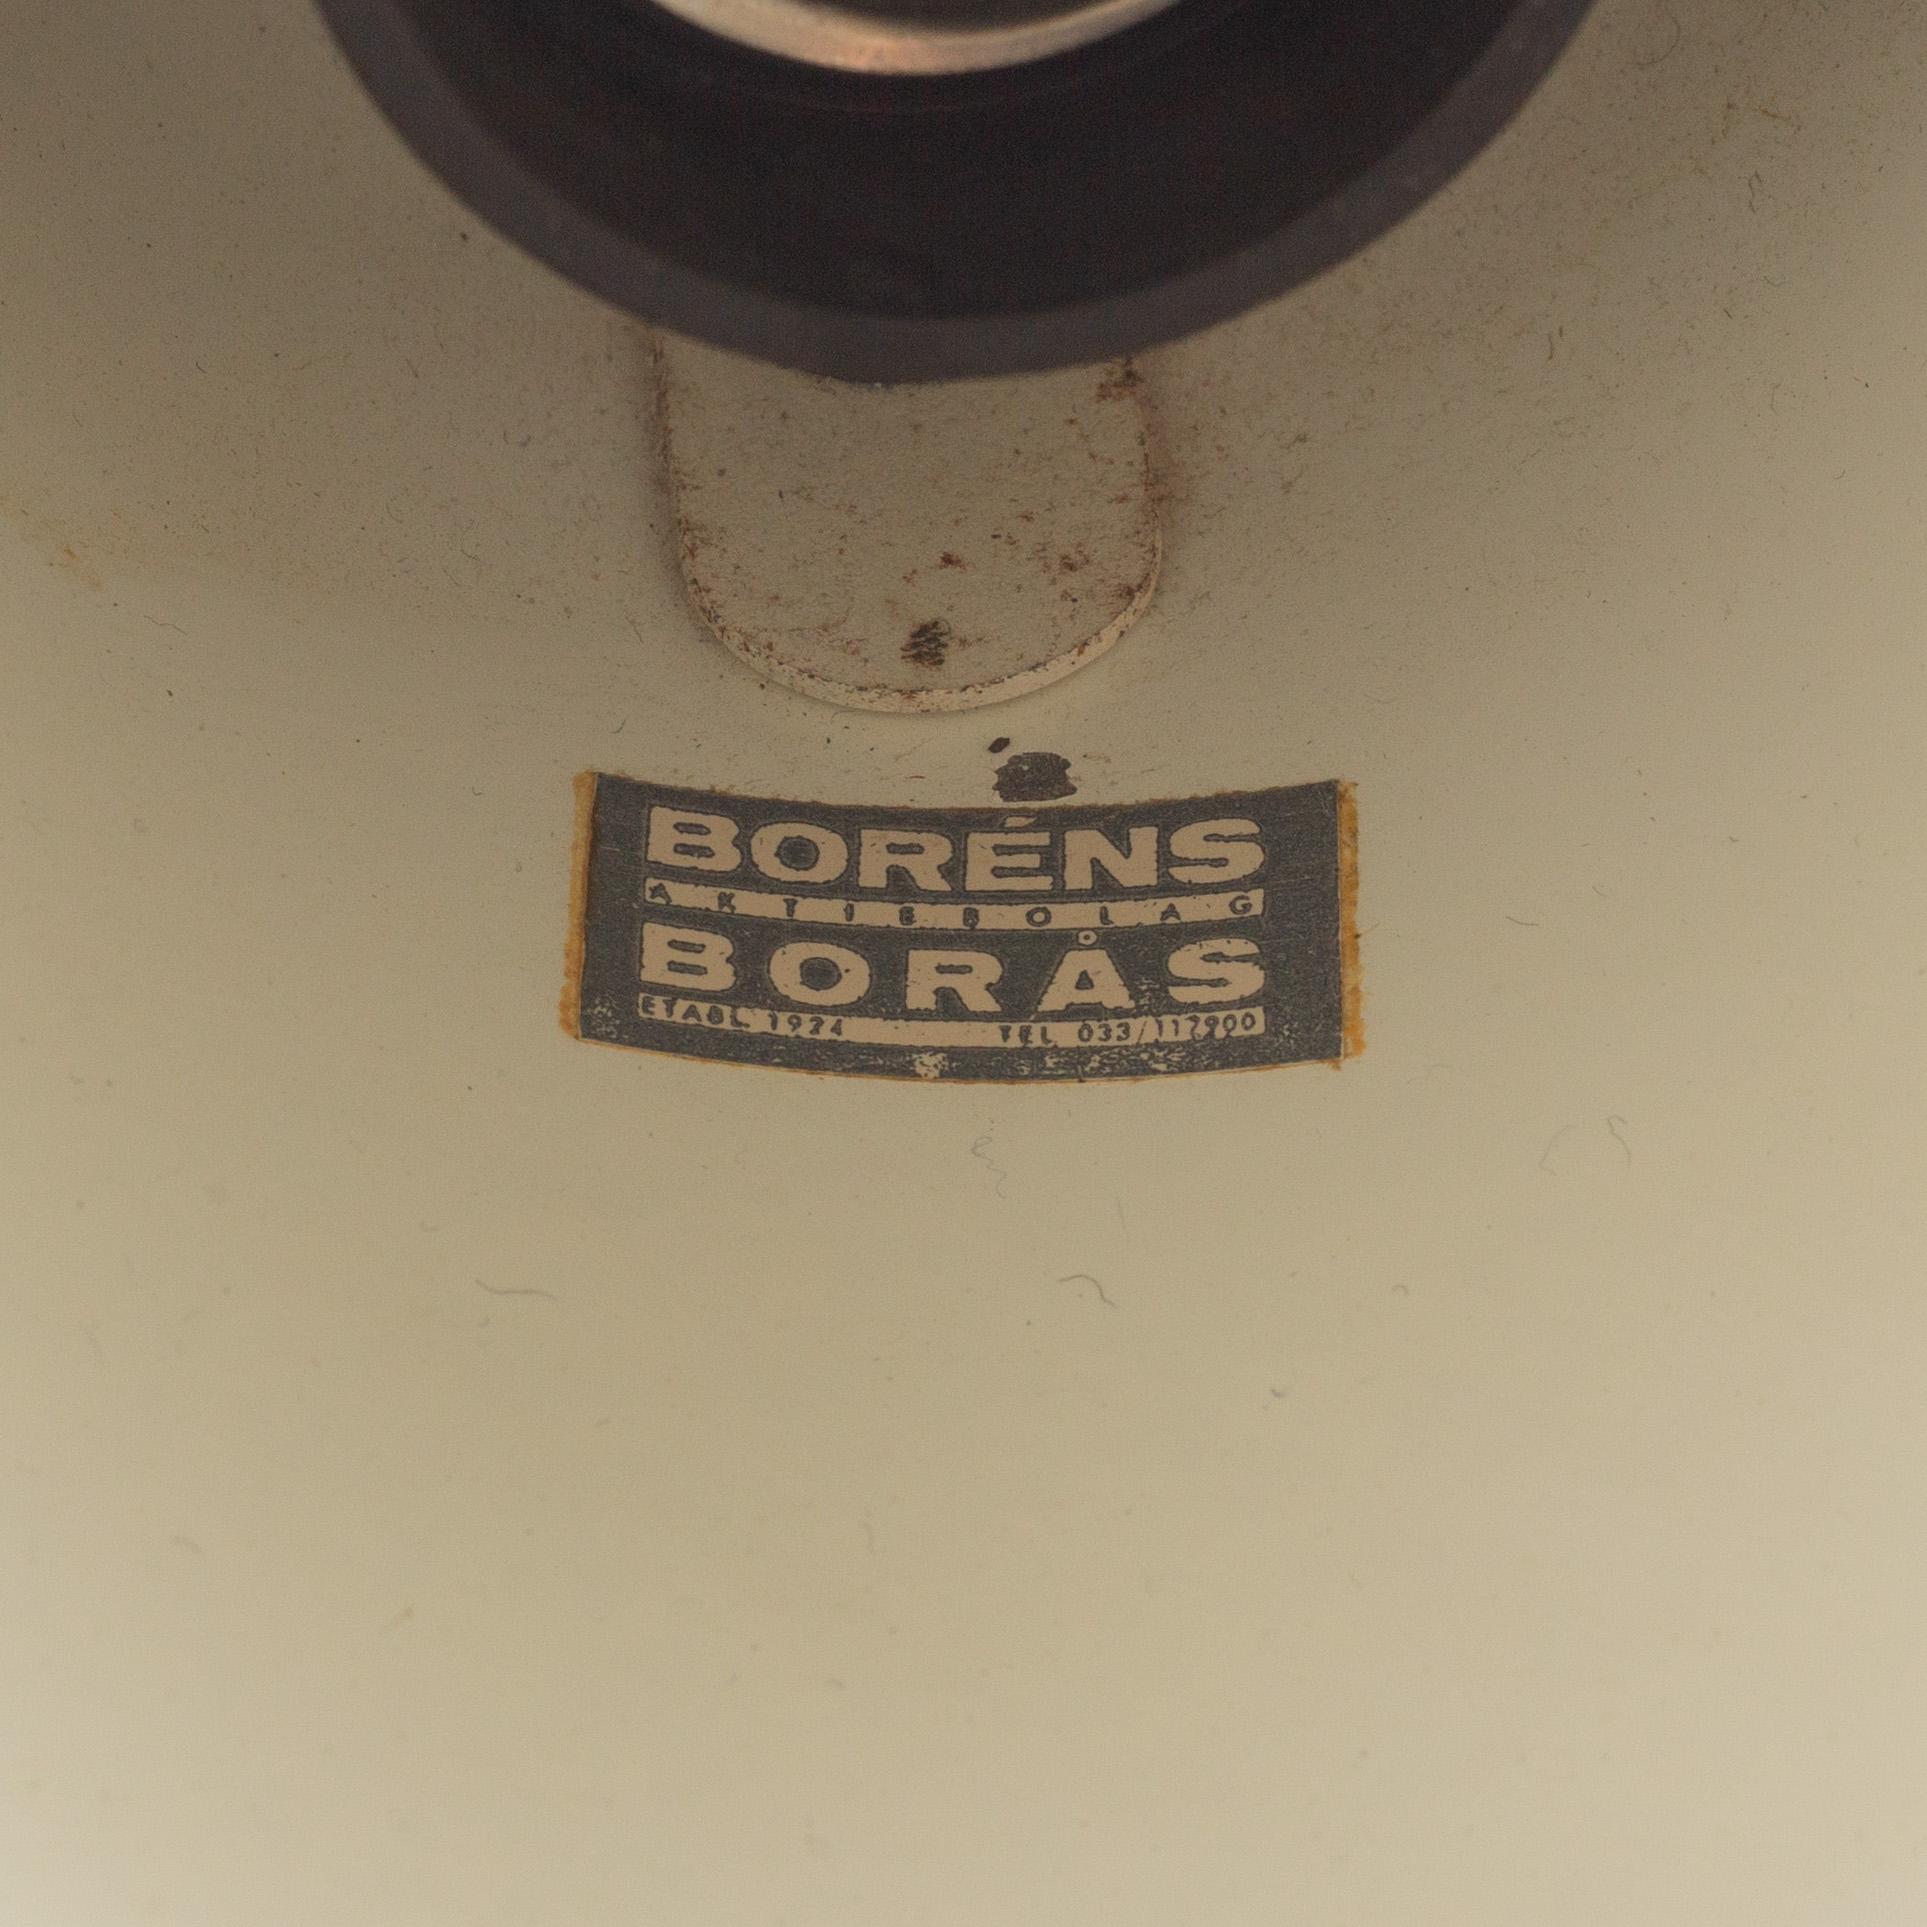 BORÉNS
AKTIEBOLAG
BORÅS
ETABL. 1924 TEL 033/117900